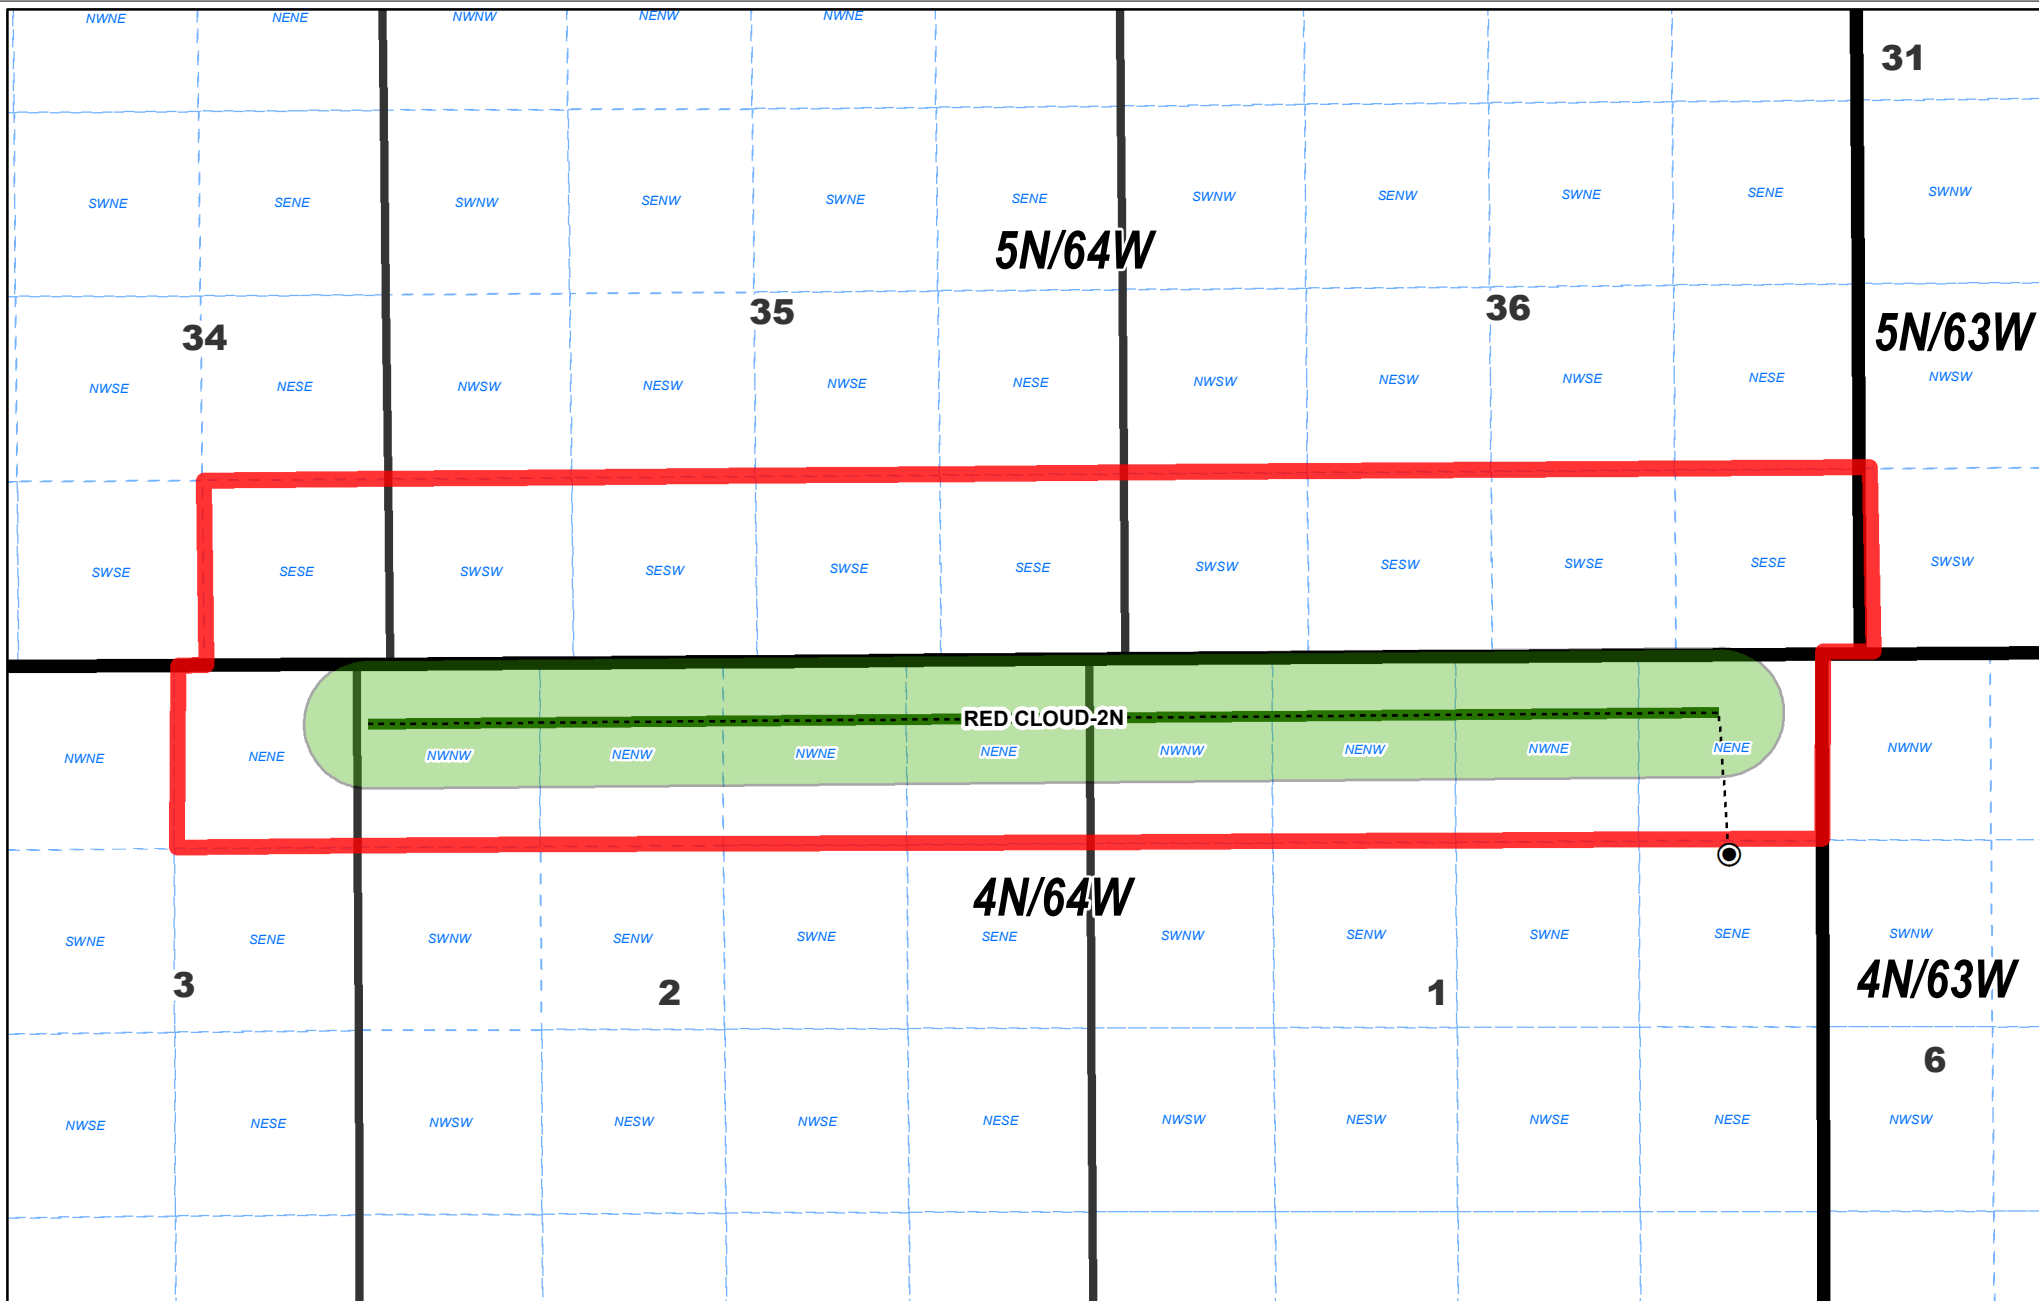 NWNE NENE NWNW NENW NWNE
31
SWNE SENE SWNW SENW SWNE SENE SWNW SENW SWNE SENE SWNW
5N/64W
34 35 36
5N/63W
NWSE NESE NWSW NESW NWSE NESE NWSW NESW NWSE NESE NWSW
SWSE SESE SWSW SESW SWSE SESE SWSW SESW SWSE SESE SWSW
RED CLOUD-2N
NWNE NENE NWNW NENW NWNE NENE NWNW NENW NWNE NENE NWNW
4N/64W
SWNE SENE SWNW SENW SWNE SENE SWNW SENW SWNE SENE SWNW
3 2 1
4N/63W
6
NWSE NESE NWSW NESW NWSE NESE NWSW NESW NWSE NESE NWSW